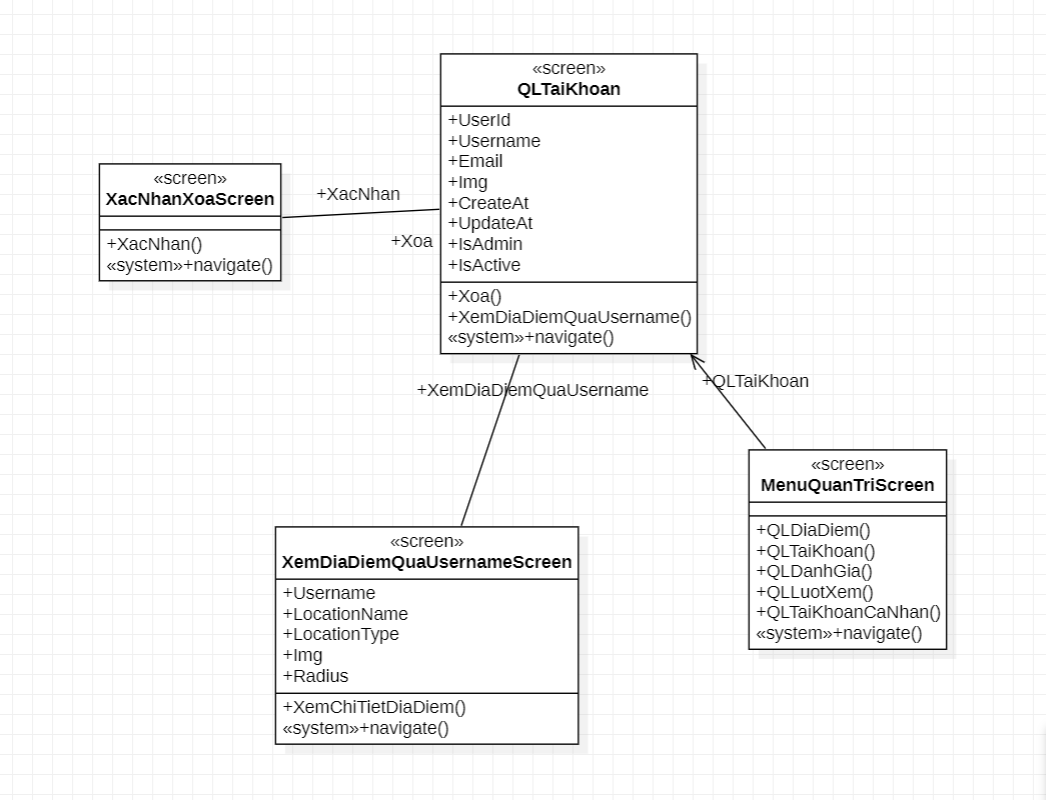 «screen»
QLTaiKhoan
+UserId
+Username
+Email
+Img
+CreateAt
+UpdateAt
+IsAdmin
+IsActive
+Xoa()
+XemDiaDiemQuaUsername()
«system»+navigate()
«screen»
XacNhanXoaScreen
+XacNhan()
«system»+navigate()
+XacNhan
+Xoa
+XemDiaDiemQuaUsername
+QLTaiKhoan
«screen»
MenuQuanTriScreen
+QLDiaDiem()
+QLTaiKhoan()
+QLDanhGia()
+QLLuotXem()
+QLTaiKhoanCaNhan()
«system»+navigate()
«screen»
XemDiaDiemQuaUsernameScreen
+Username
+LocationName
+LocationType
+Img
+Radius
+XemChiTietDiaDiem()
«system»+navigate()